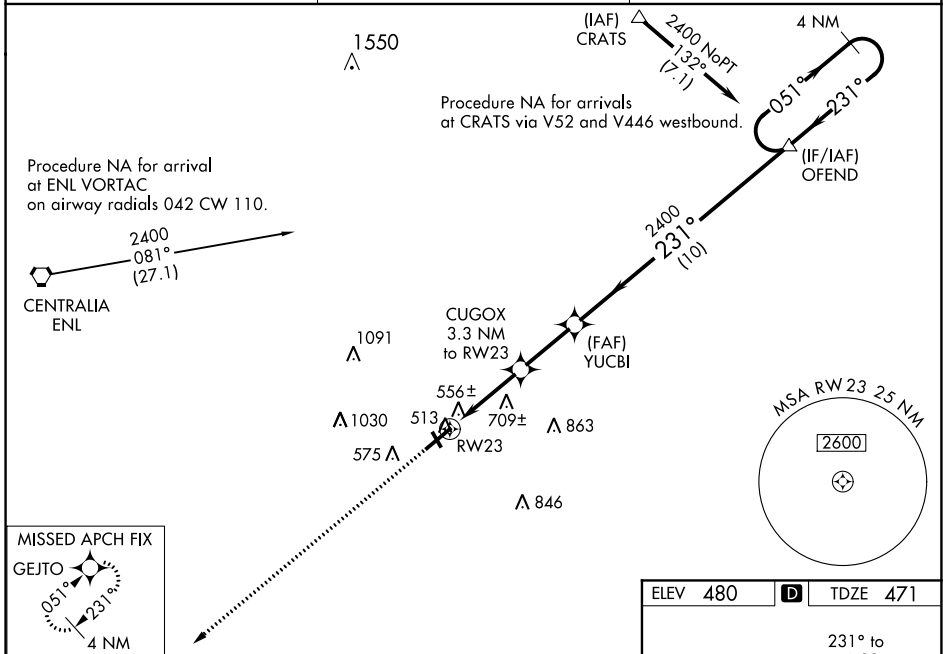 1550
(IAF)
CRATS
2400 NoPT
132°
(7.1)
4 NM
051°
231°
(IF/IAF)
OFEND
Procedure NA for arrivals
at CRATS via V52 and V446 westbound.
Procedure NA for arrival
at ENL VORTAC
on airway radials 042 CW 110.
2400
081°
(27.1)
CENTRALIA
ENL
2400
231°
(10)
CUGOX
3.3 NM
to RW23
(FAF)
YUCBI
1091
1030
556±
513
709±
863
575
RW23
846
MSA RW 23 25 NM
2600
MISSED APCH FIX
GEJTO
051°
231°
4 NM
ELEV 480
D
TDZE 471
231° to